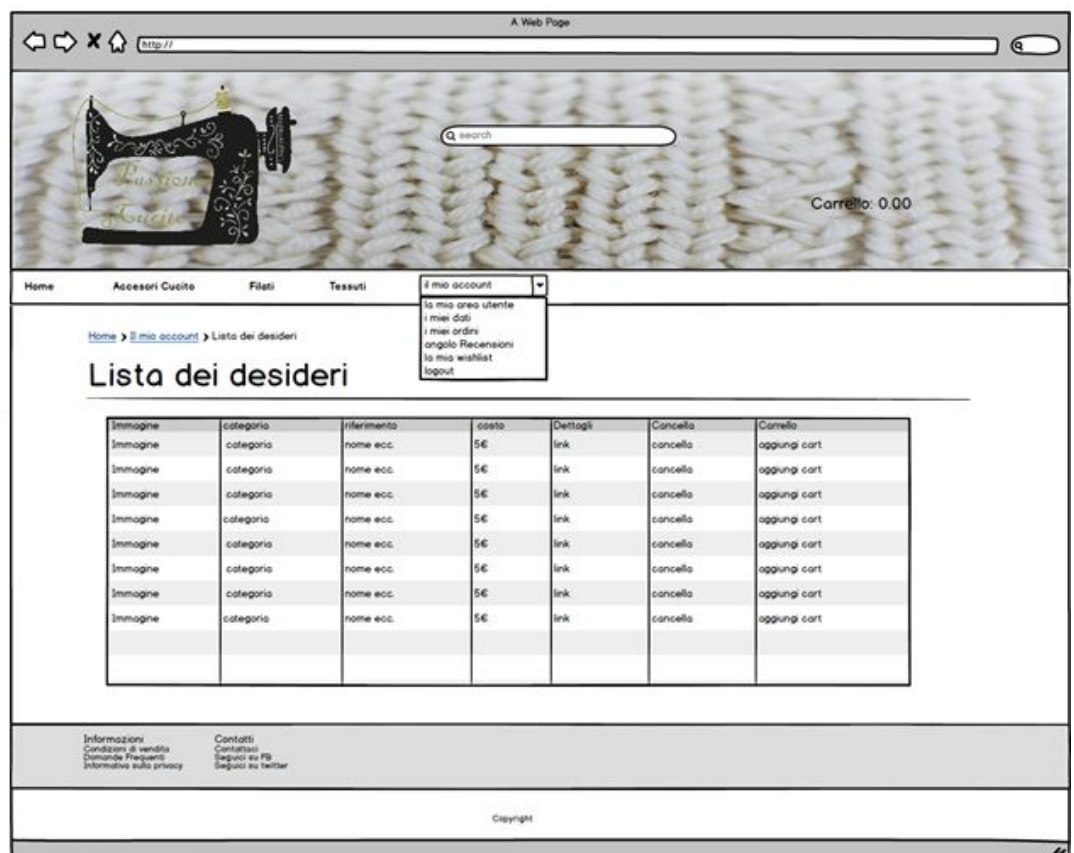 A Web Page
http://
search
Passione
Cucito
Carrello: 0.00
Home Accesori Cucito Filati Tessuti il mio account
la mia area utente
i miei dati
i miei ordini
angolo Recensioni
la mia wishlist
logout
Home > Il mio account > Lista dei desideri
Lista dei desideri
Immagine categoria riferimento costo Dettagli Cancella Carrello
Immagine categoria nome ecc. 5€ link cancella aggiungi cart
Immagine categoria nome ecc. 5€ link cancella aggiungi cart
Immagine categoria nome ecc. 5€ link cancella aggiungi cart
Immagine categoria nome ecc. 5€ link cancella aggiungi cart
Immagine categoria nome ecc. 5€ link cancella aggiungi cart
Immagine categoria nome ecc. 5€ link cancella aggiungi cart
Immagine categoria nome ecc. 5€ link cancella aggiungi cart
Immagine categoria nome ecc. 5€ link cancella aggiungi cart
Informazioni
Condizioni di vendita
Domande Frequenti
Informativa sulla privacy
Contatti
Contattaci
Seguici su FB
Seguici su twitter
Copyright